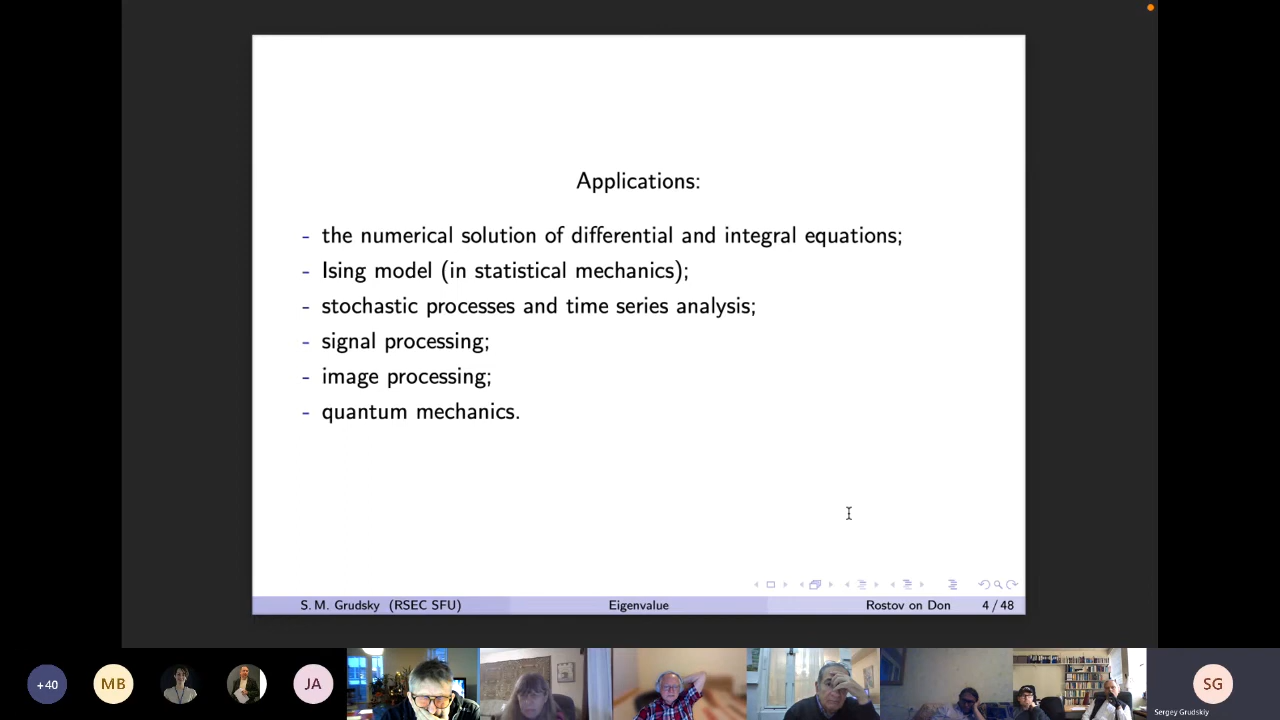 Applications:
- the numerical solution of differential and integral equations;
- Ising model (in statistical mechanics);
- stochastic processes and time series analysis;
- signal processing;
- image processing;
- quantum mechanics.
S. M. Grudsky (RSEC SFU) Eigenvalue Rostov on Don 4 / 48
+40 MB JA SG
Sergey Grudskiy